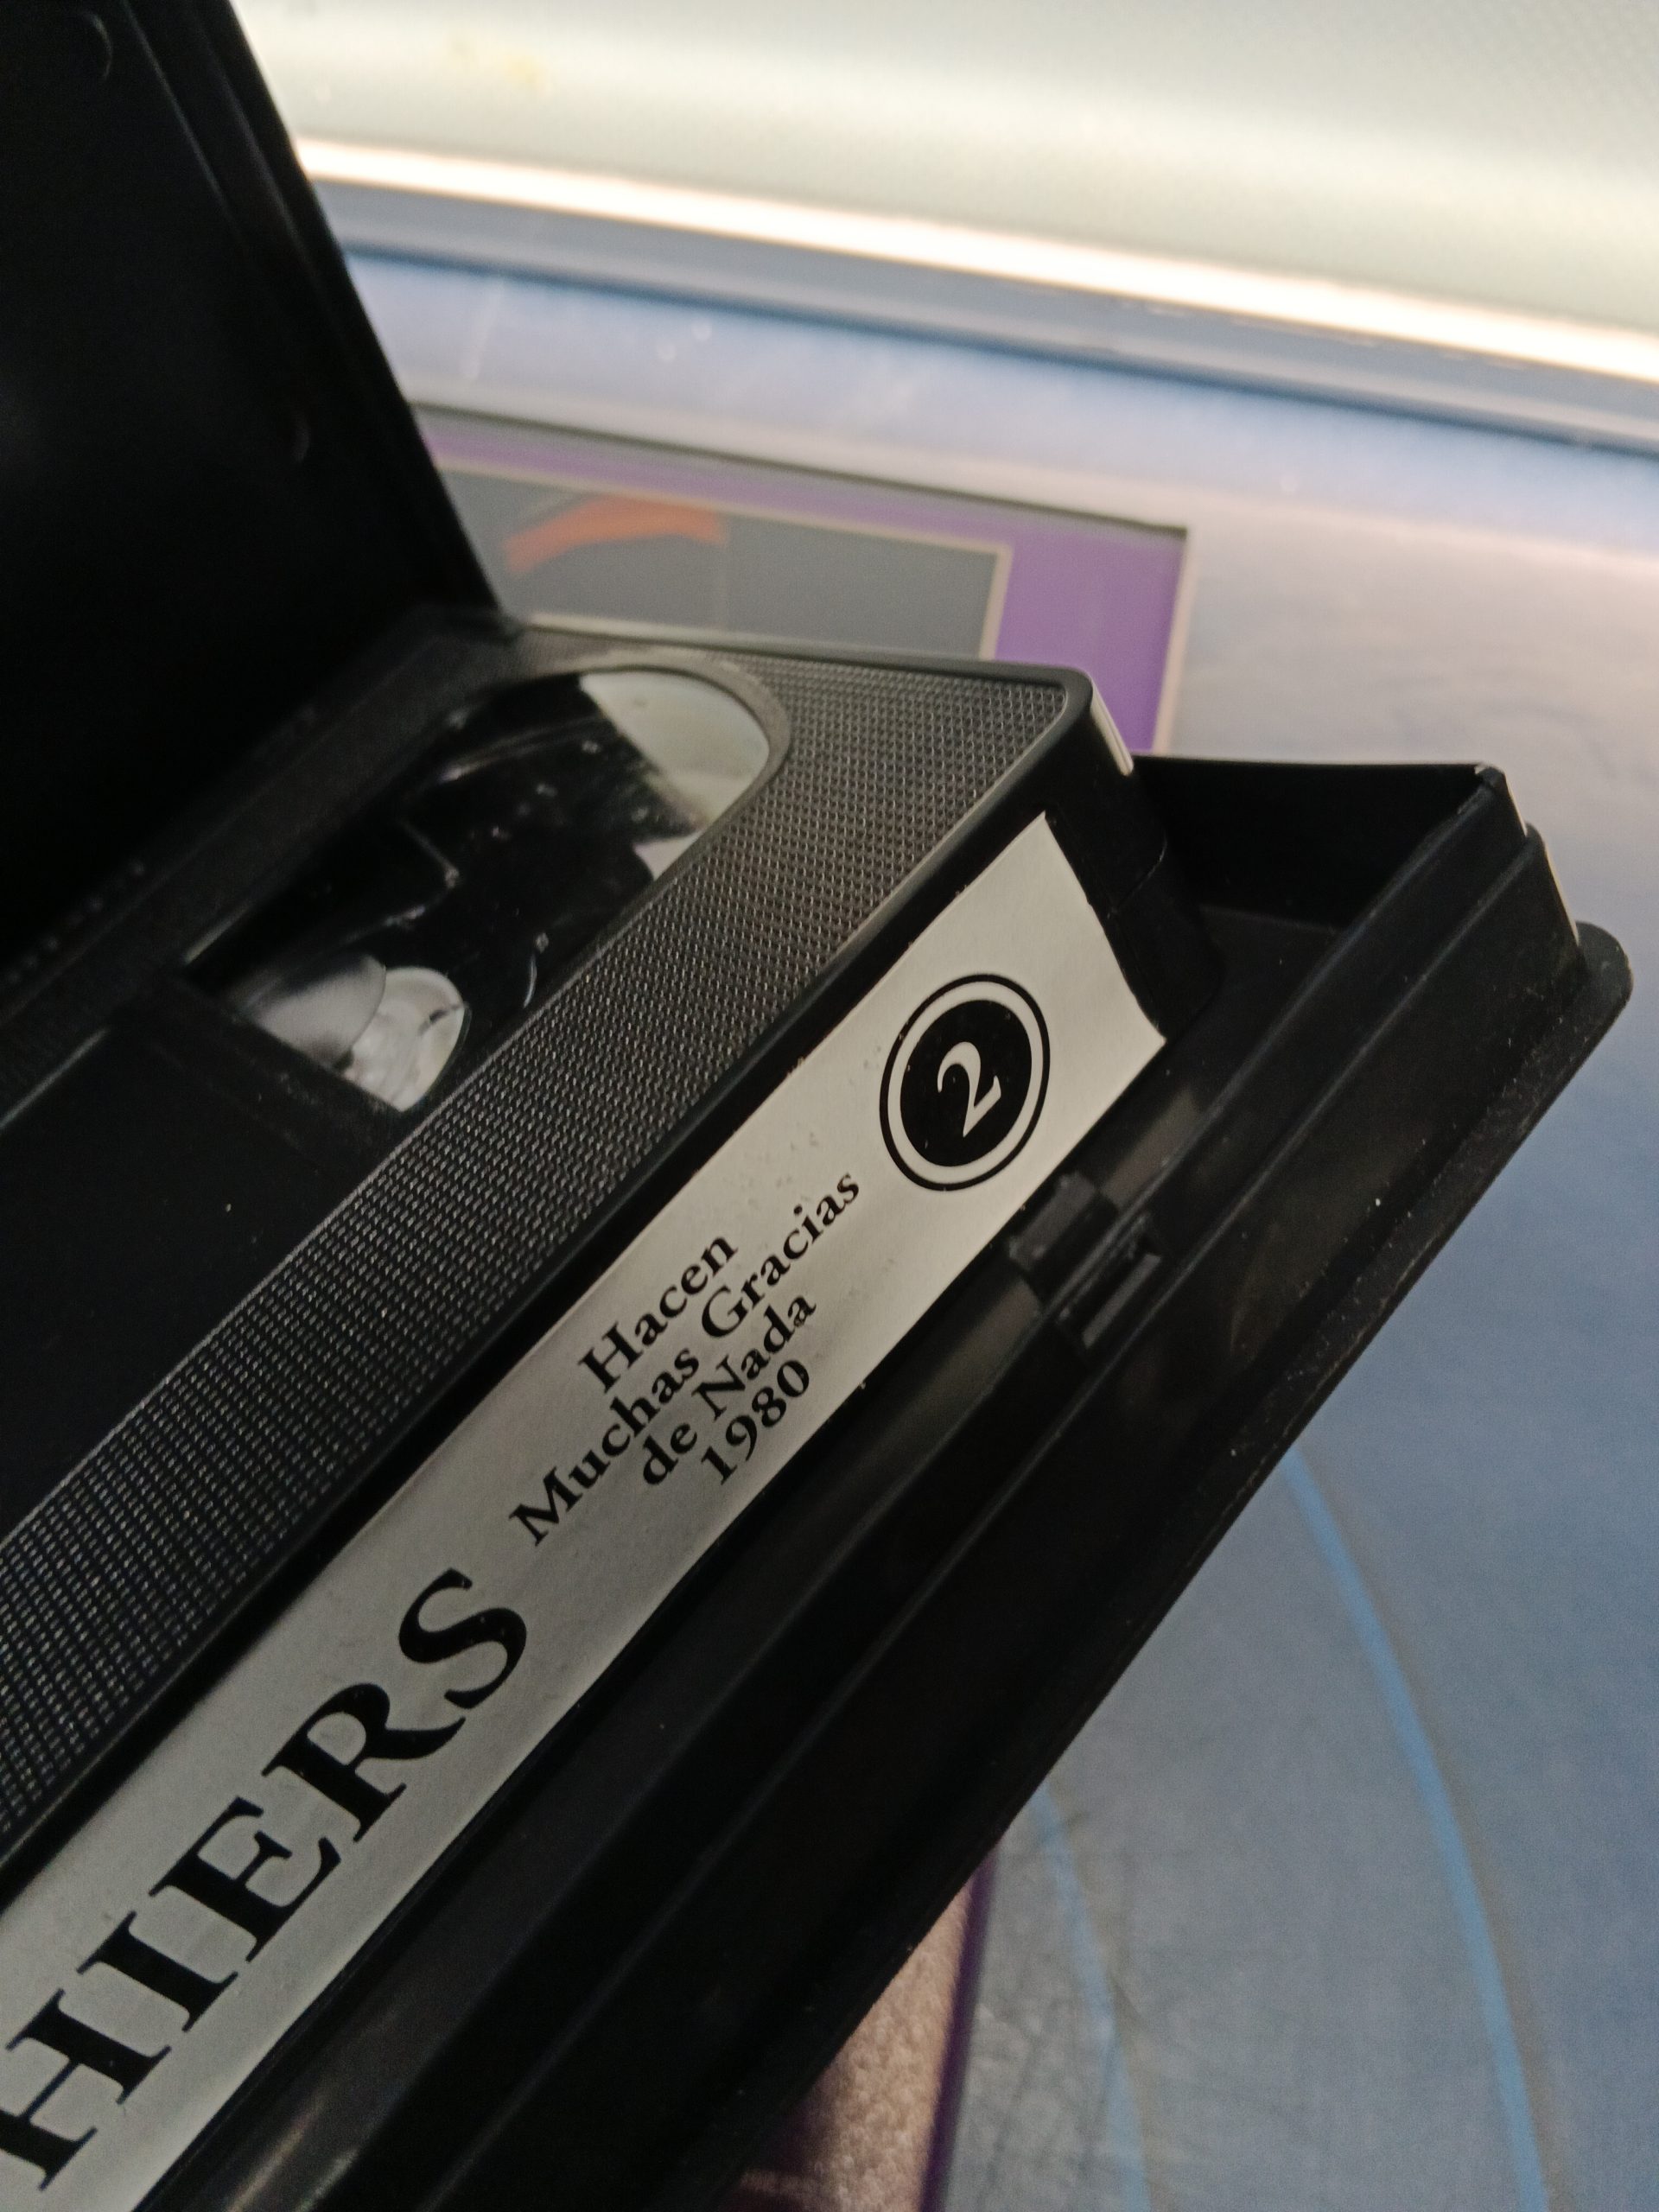 HIERS
Hacen
Muchas Gracias
de Nada
1980
2